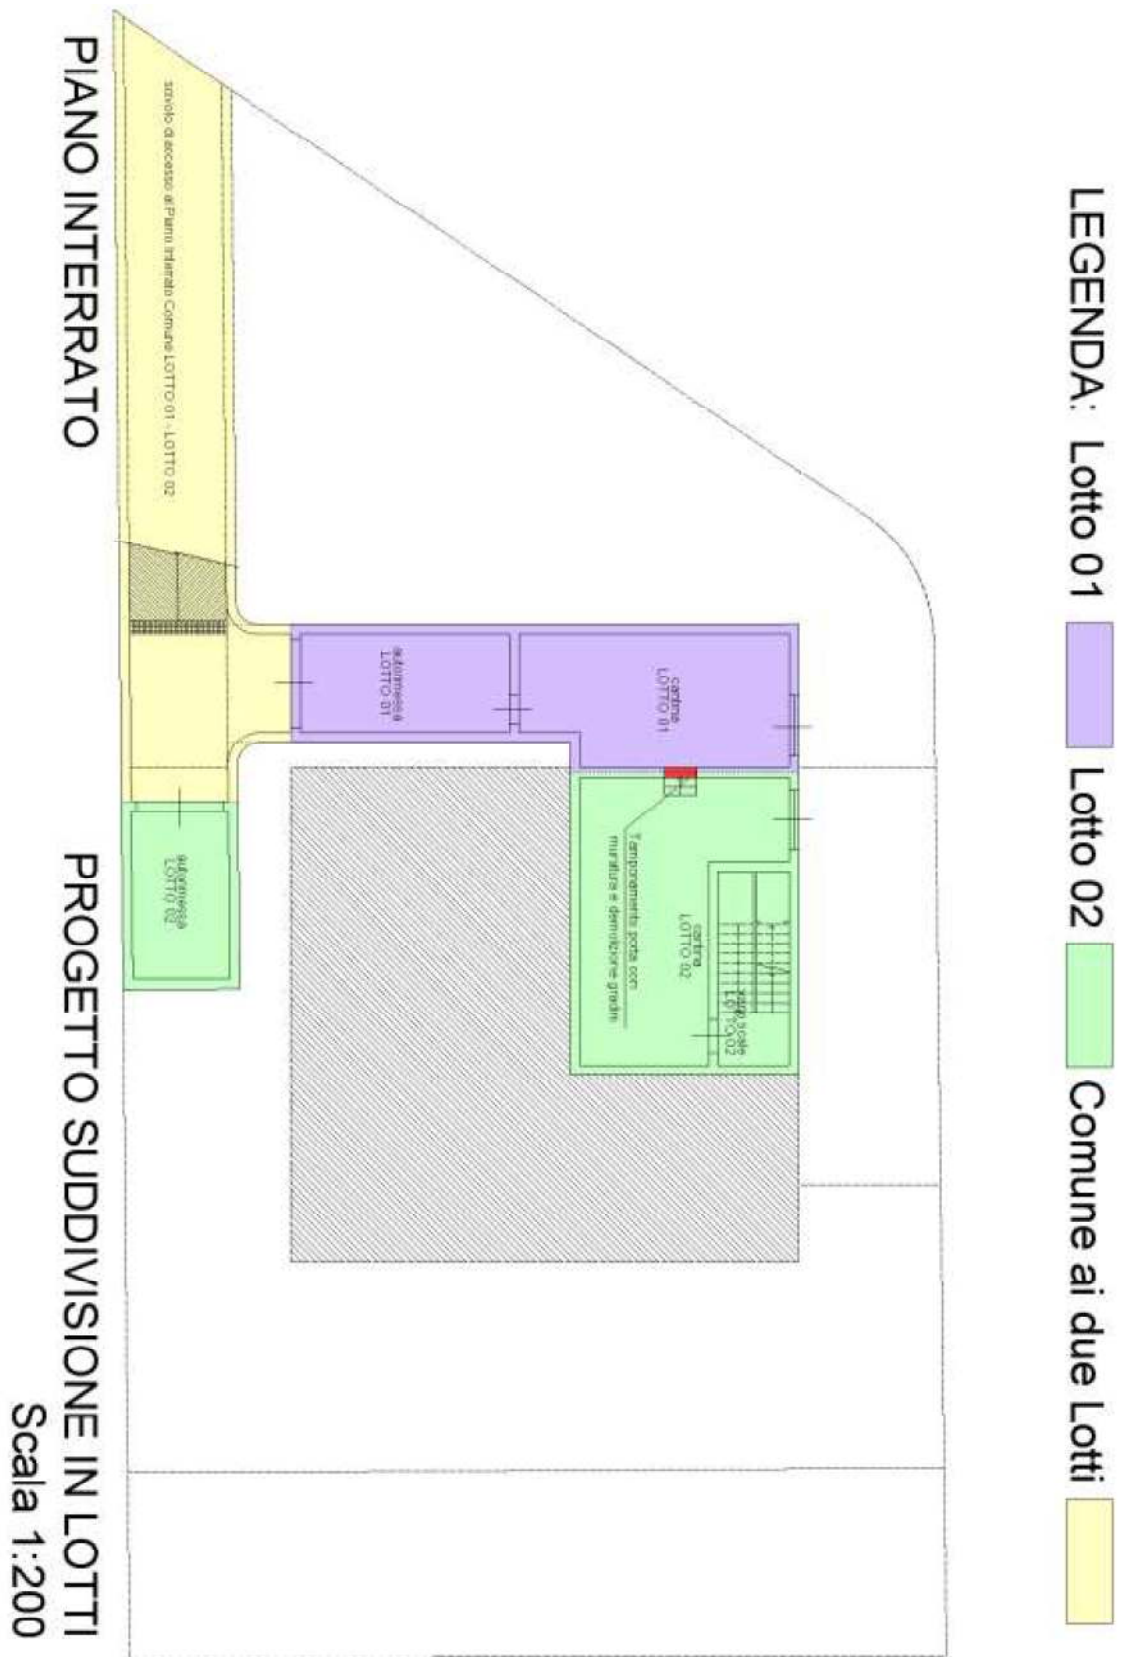 LEGENDA: Lotto 01 Lotto 02 Comune ai due Lotti
cantina
LOTTO 01
autorimessa
LOTTO 01
vano scale
LOTTO 02
cantina
LOTTO 02
Tamponamento porta con
muratura e demolizione gradini
scivolo di accesso al Piano Interrato Comune LOTTO 01 - LOTTO 02
autorimessa
LOTTO 02
PIANO INTERRATO
PROGETTO SUDDIVISIONE IN LOTTI
Scala 1:200